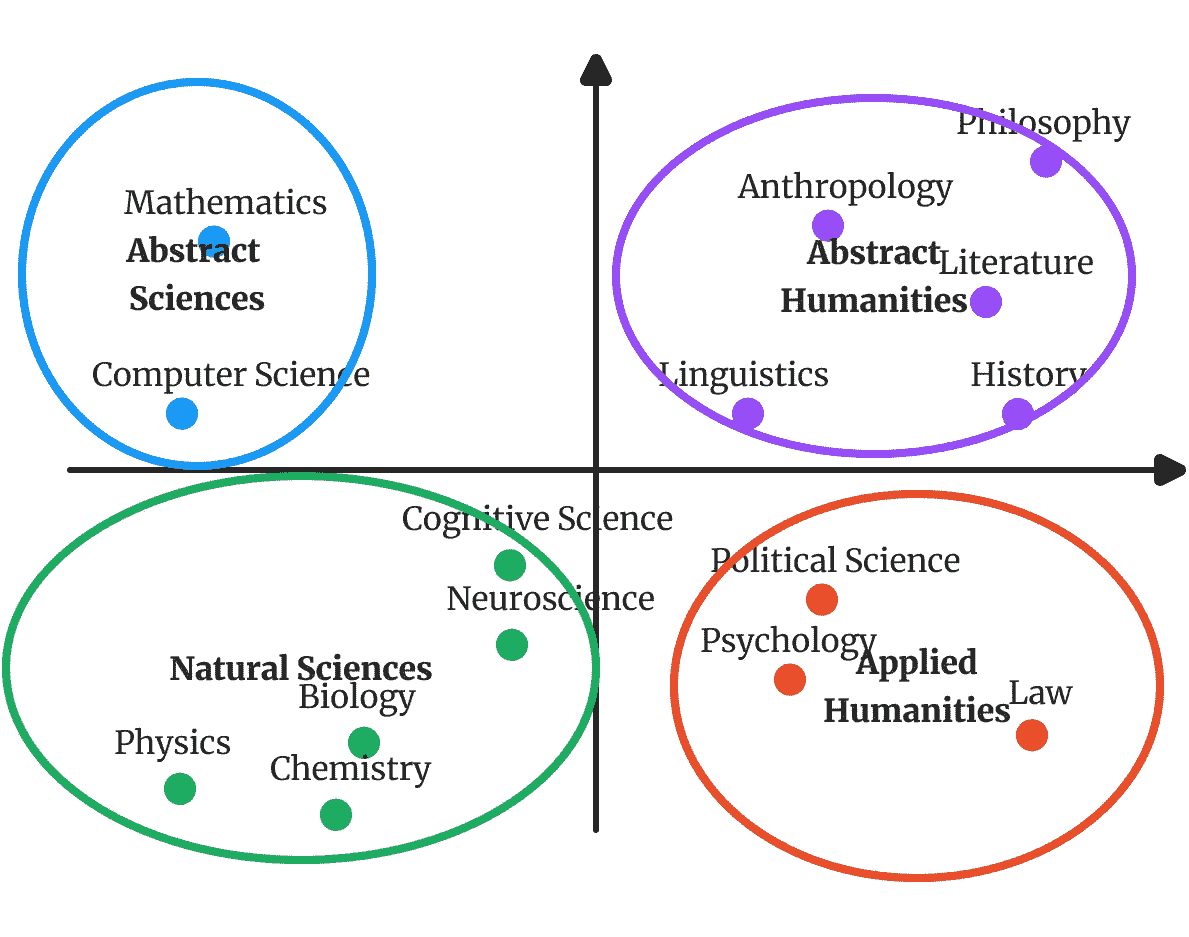 Mathematics
Abstract
Sciences
Computer Science
Philosophy
Anthropology
Abstract
Humanities
Literature
Linguistics
History
Cognitive Science
Neuroscience
Natural Sciences
Biology
Physics
Chemistry
Political Science
Psychology
Applied
Humanities
Law